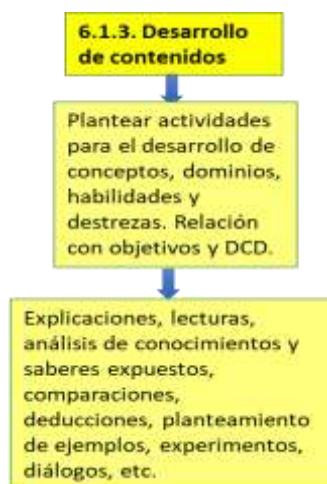 6.1.3. Desarrollo
de contenidos
Plantear actividades
para el desarrollo de
conceptos, dominios,
habilidades y
destrezas. Relación
con objetivos y DCD.
Explicaciones, lecturas,
análisis de conocimientos y
saberes expuestos,
comparaciones,
deducciones, planteamiento
de ejemplos, experimentos,
diálogos, etc.